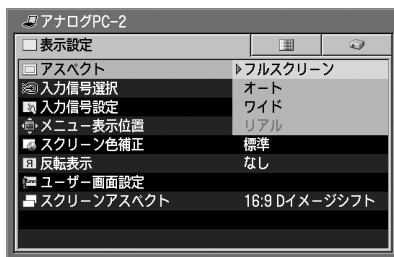 アナログPC-2
表示設定
アスペクト フルスクリーン
入力信号選択 オート
入力信号設定 ワイド
メニュー表示位置 リアル
スクリーン色補正 標準
反転表示 なし
ユーザー画面設定
スクリーンアスペクト 16:9 Dイメージシフト